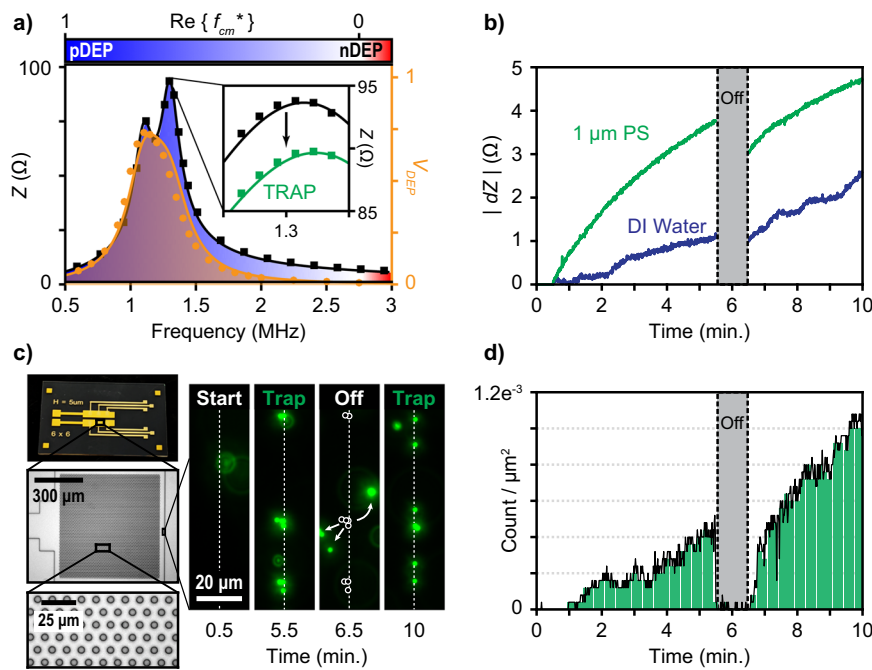 a)
1 Re { f_cm* } 0
pDEP nDEP
100
Z (Ω)
0
95
Z (Ω)
85
TRAP
1.3
1
V_DEP
0
0.5 1 1.5 2 2.5 3
Frequency (MHz)
b)
5
4
3
2
1
0
| dZ | (Ω)
Off
1 µm PS
DI Water
0 2 4 6 8 10
Time (min.)
c)
H = 5um
6 x 6
300 µm
25 µm
Start Trap Off Trap
20 µm
0.5 5.5 6.5 10
Time (min.)
d)
1.2e-3
Count / µm²
0
Off
0 2 4 6 8 10
Time (min.)